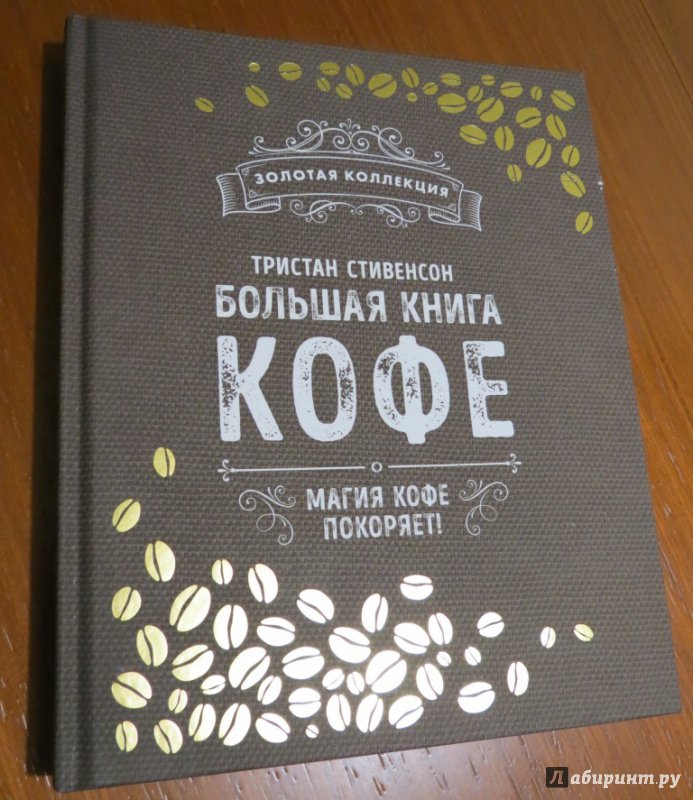 ЗОЛОТАЯ КОЛЛЕКЦИЯ
ТРИСТАН СТИВЕНСОН
БОЛЬШАЯ КНИГА
КОФЕ
МАГИЯ КОФЕ
ПОКОРЯЕТ!
Лабиринт.ру